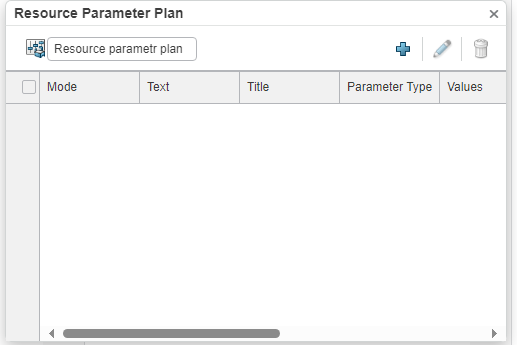 Resource Parameter Plan
Resource parametr plan
Mode Text Title Parameter Type Values